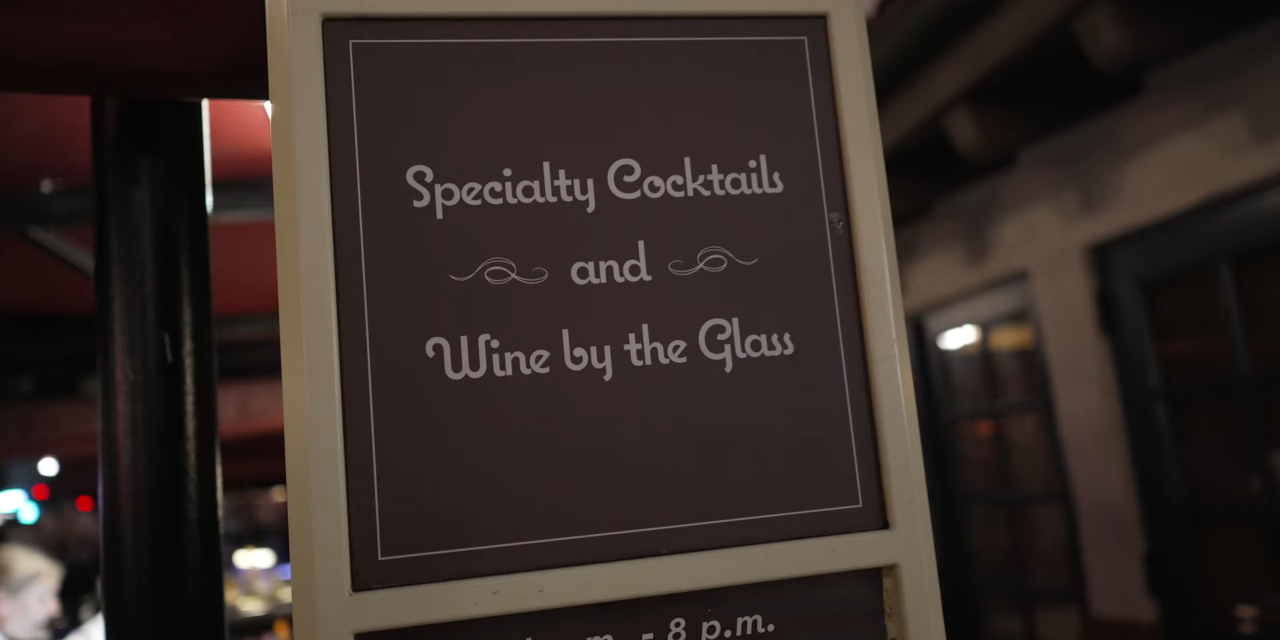 Specialty Cocktails
and
Wine by the Glass
- 8 p.m.